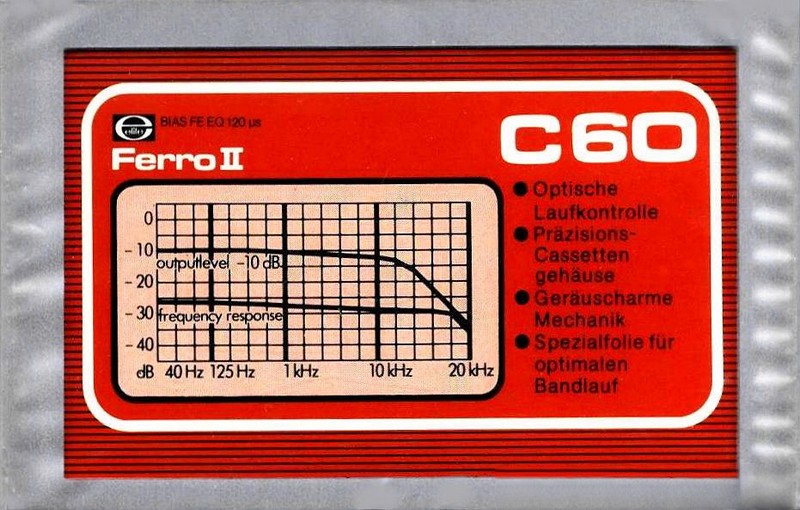 elite
BIAS FE EQ 120 µs
Ferro II
C60
0
-10
outputlevel -10 dB
-20
-30
frequency response
-40
dB 40 Hz 125 Hz 1 kHz 10 kHz 20 kHz
● Optische
Laufkontrolle
● Präzisions-
Cassetten
gehäuse
● Geräuscharme
Mechanik
● Spezialfolie für
optimalen
Bandlauf